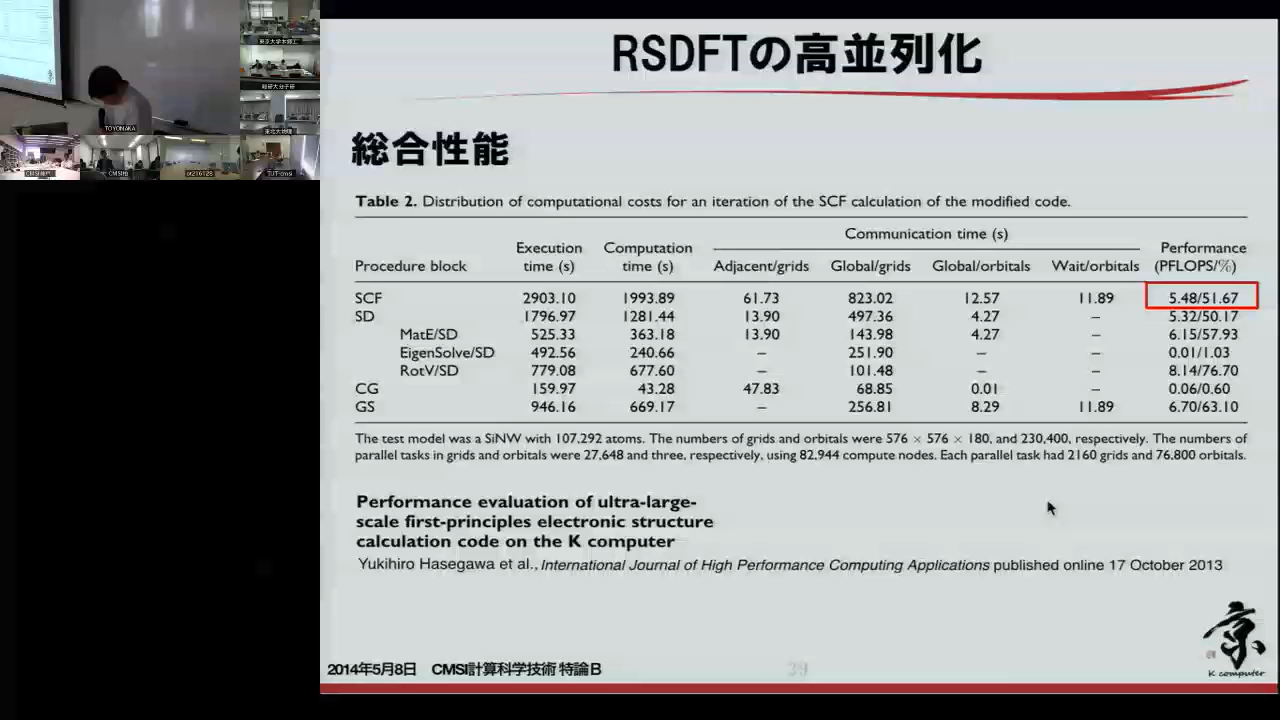 RSDFTの高並列化
総合性能
Table 2. Distribution of computational costs for an iteration of the SCF calculation of the modified code.
Communication time (s)
Execution Computation Performance
Procedure block time (s) time (s) Adjacent/grids Global/grids Global/orbitals Wait/orbitals (PFLOPS/%)
SCF 2903.10 1993.89 61.73 823.02 12.57 11.89 5.48/51.67
SD 1796.97 1281.44 13.90 497.36 4.27 – 5.32/50.17
MatE/SD 525.33 363.18 13.90 143.98 4.27 – 6.15/57.93
EigenSolve/SD 492.56 240.66 – 251.90 – – 0.01/1.03
RotV/SD 779.08 677.60 – 101.48 – – 8.14/76.70
CG 159.97 43.28 47.83 68.85 0.01 – 0.06/0.60
GS 946.16 669.17 – 256.81 8.29 11.89 6.70/63.10
The test model was a SiNW with 107,292 atoms. The numbers of grids and orbitals were 576 × 576 × 180, and 230,400, respectively. The numbers of
parallel tasks in grids and orbitals were 27,648 and three, respectively, using 82,944 compute nodes. Each parallel task had 2160 grids and 76,800 orbitals.
Performance evaluation of ultra-large-
scale first-principles electronic structure
calculation code on the K computer
Yukihiro Hasegawa et al., International Journal of High Performance Computing Applications published online 17 October 2013
京
K computer
2014年5月8日 CMSI計算科学技術 特論B
39
TOYONAKA
TUT-cmsi